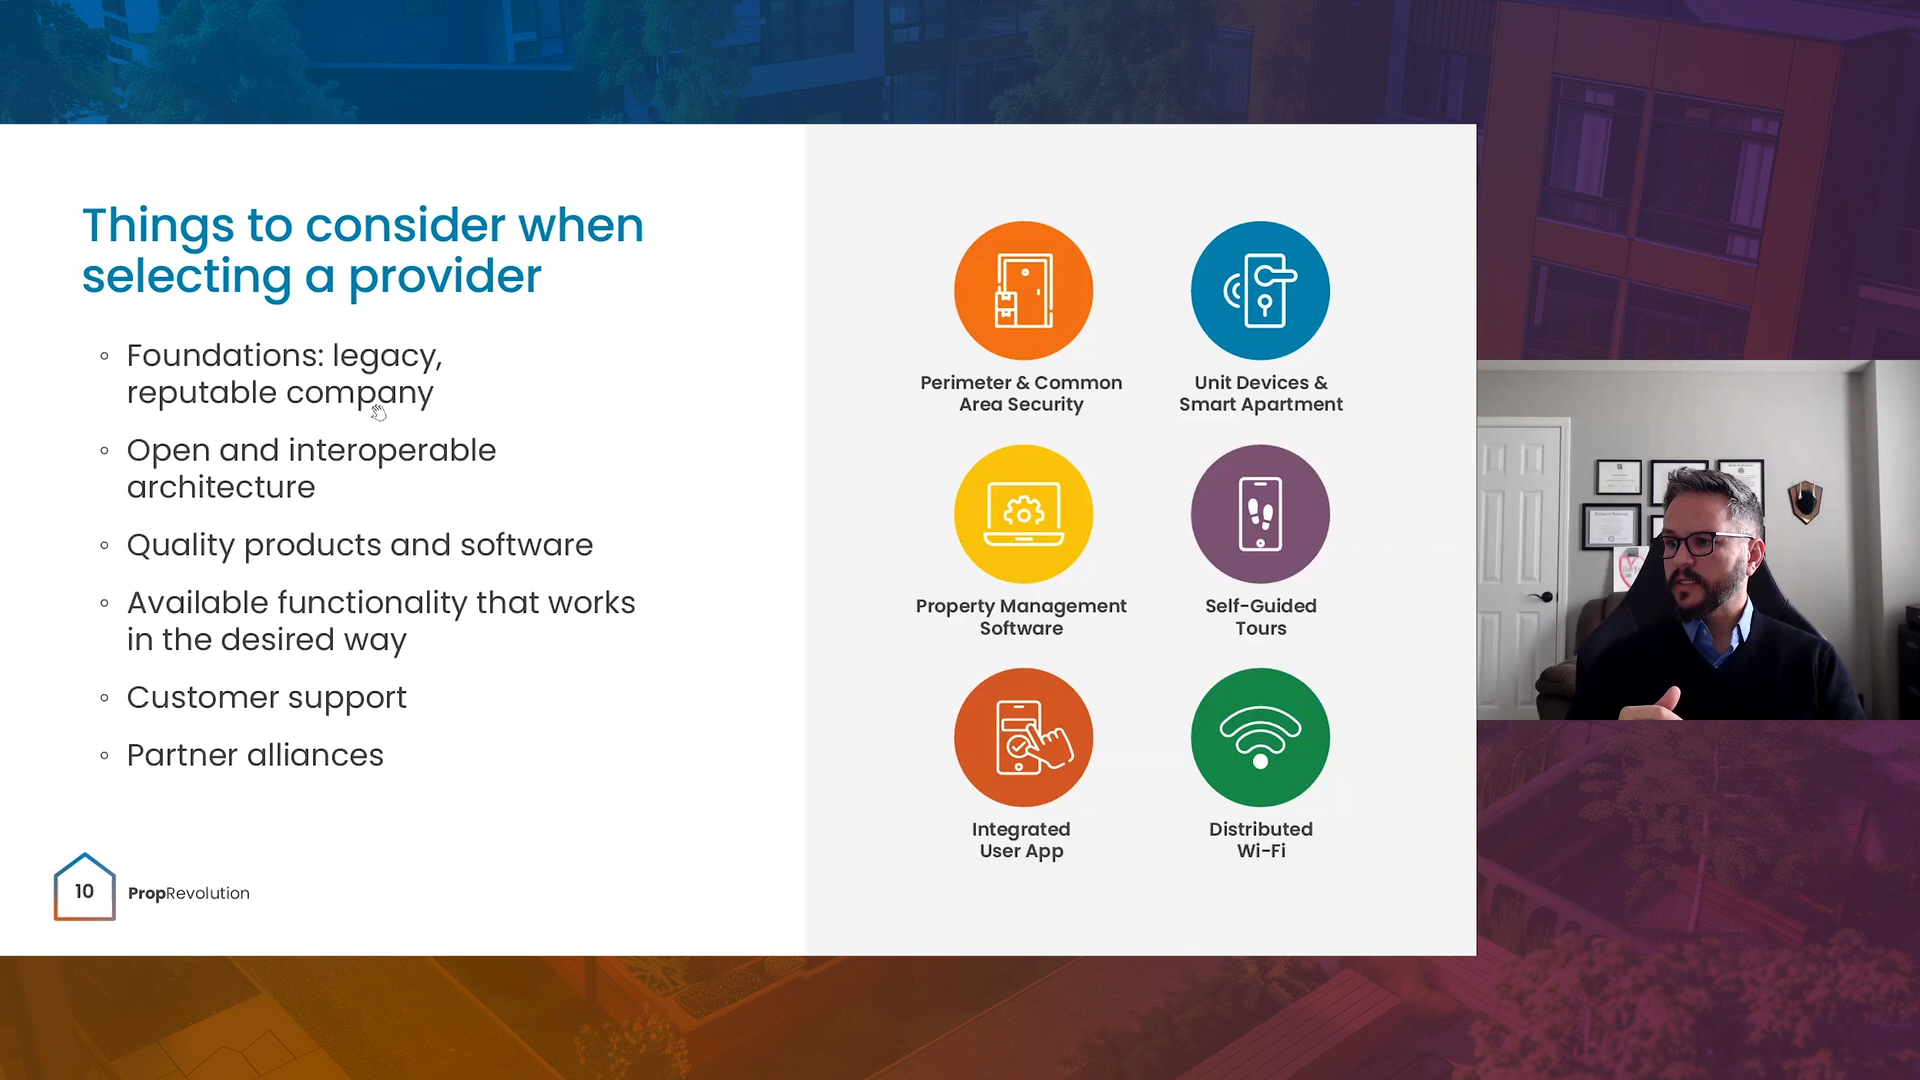 Things to consider when
selecting a provider
◦ Foundations: legacy,
reputable company
◦ Open and interoperable
architecture
◦ Quality products and software
◦ Available functionality that works
in the desired way
◦ Customer support
◦ Partner alliances
10
PropRevolution
Perimeter & Common
Area Security
Unit Devices &
Smart Apartment
Property Management
Software
Self-Guided
Tours
Integrated
User App
Distributed
Wi-Fi